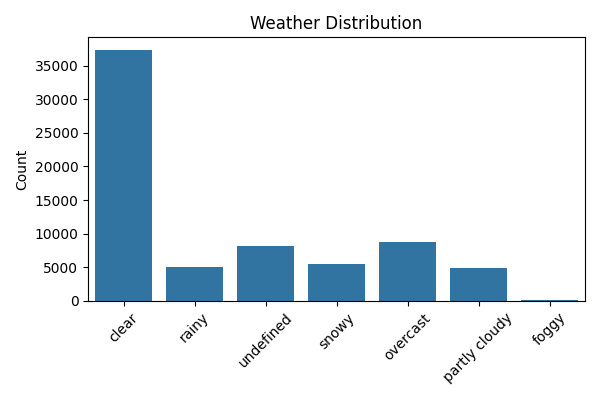 Weather Distribution
Count
35000
30000
25000
20000
15000
10000
5000
0
clear
rainy
undefined
snowy
overcast
partly cloudy
foggy